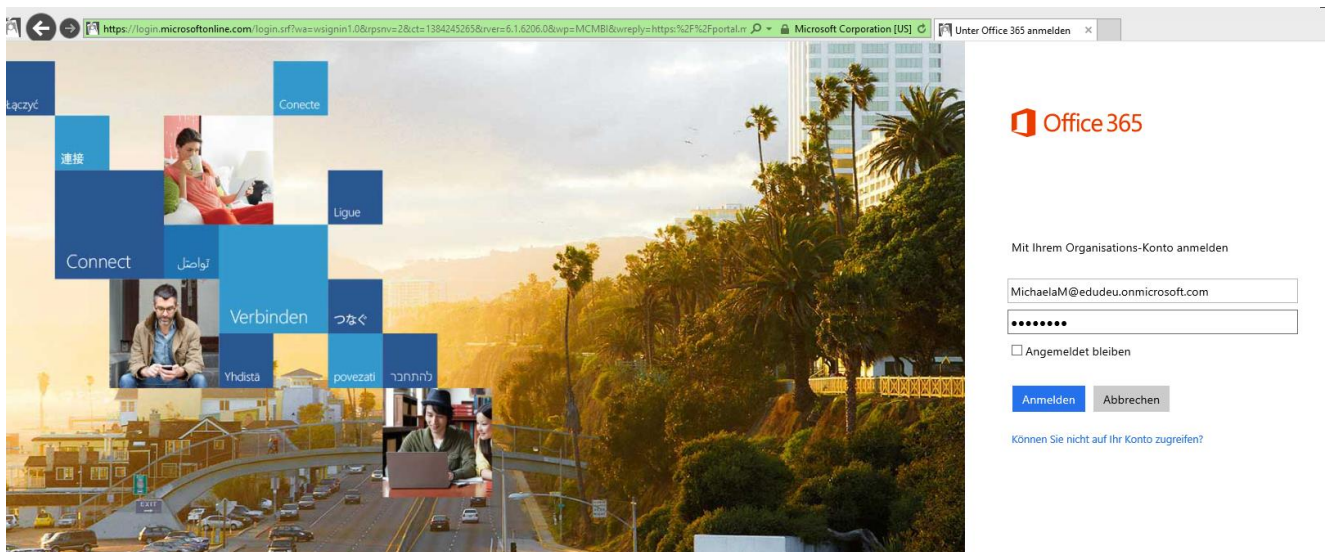 https://login.microsoftonline.com/login.srf?wa=wsignin1.0&rpsnv=2&ct=1384245265&rver=6.1.6206.0&wp=MCMBI&wreply=https:%2F%2Fportal.m
Microsoft Corporation [US]
Unter Office 365 anmelden
Łączyć
Conecte
連接
Ligue
Connect
تواصل
Verbinden
つなぐ
Yhdistä
povezati
להתחבר
EXIT
Office 365
Mit Ihrem Organisations-Konto anmelden
MichaelaM@edudeu.onmicrosoft.com
••••••••
Angemeldet bleiben
Anmelden
Abbrechen
Können Sie nicht auf Ihr Konto zugreifen?